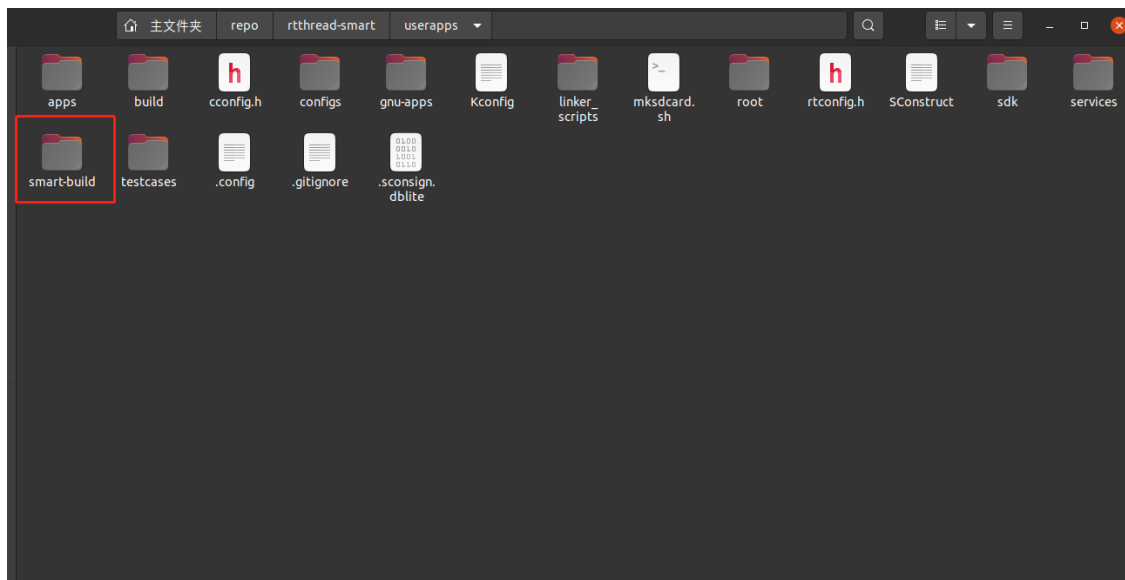 主文件夹 repo rtthread-smart userapps
apps build cconfig.h configs gnu-apps Kconfig linker_ mksdcard. root rtconfig.h SConstruct sdk services
scripts sh
smart-build testcases .config .gitignore .sconsign.
dblite